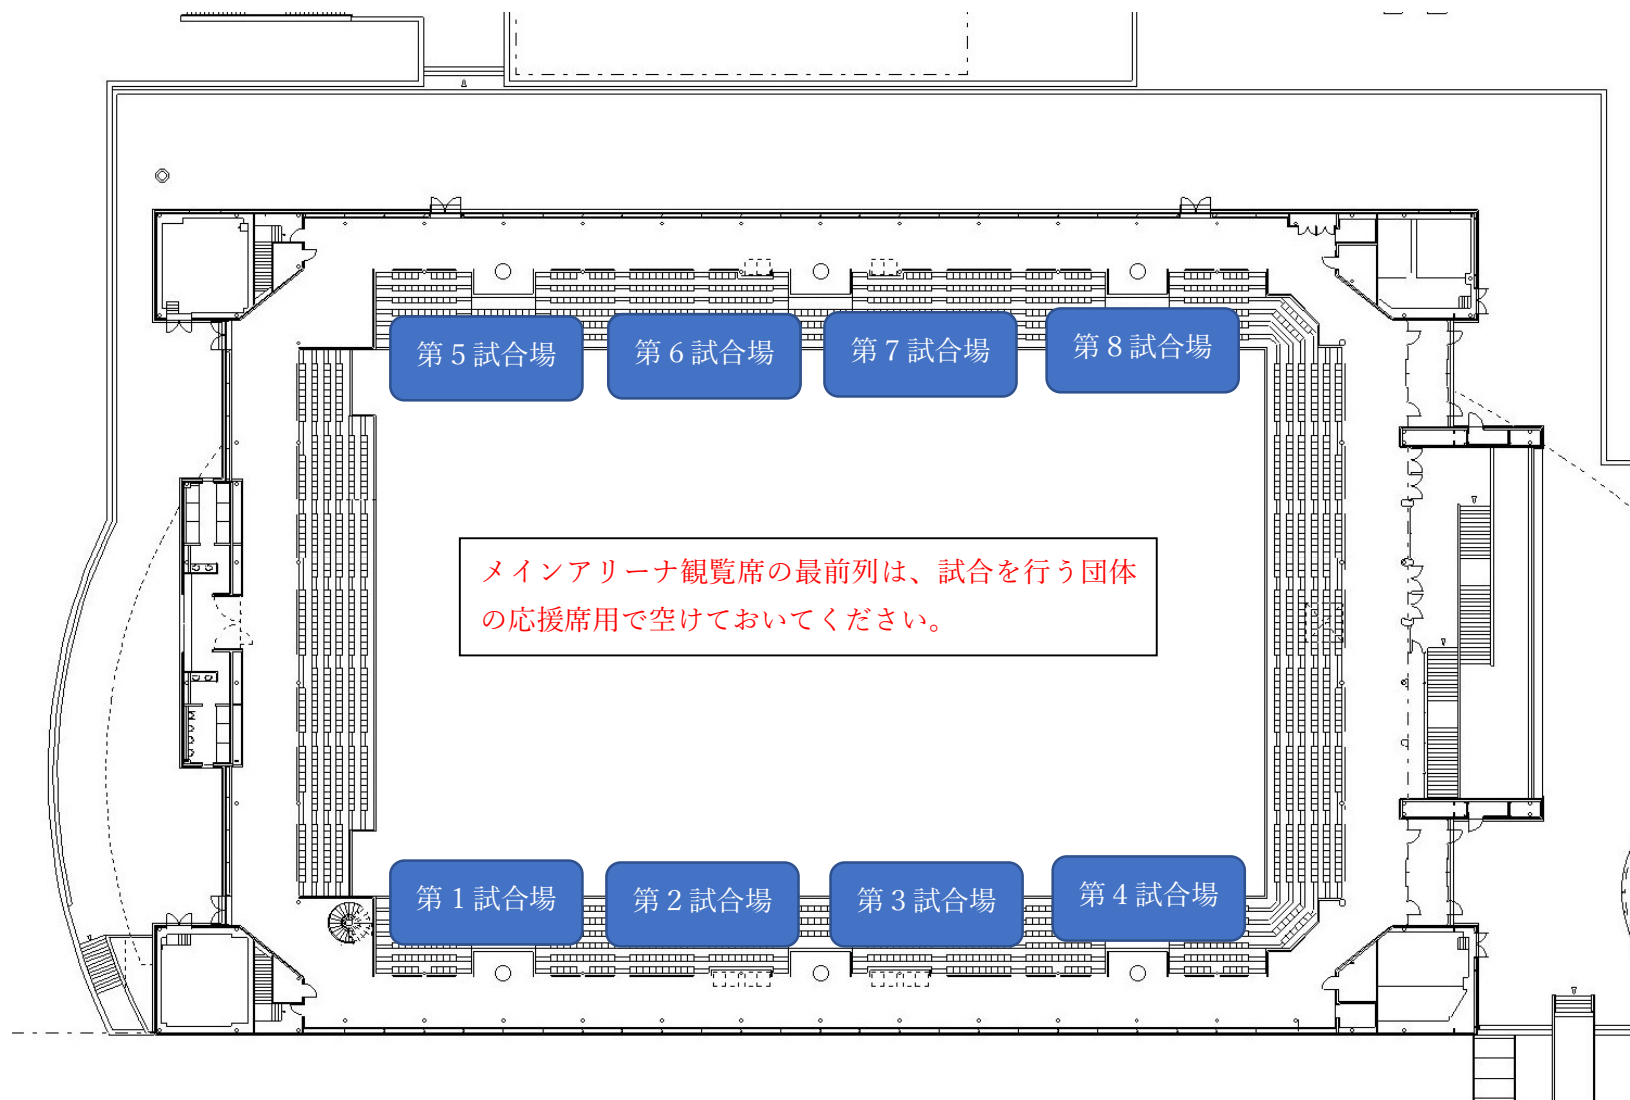 第５試合場
第６試合場
第７試合場
第８試合場
メインアリーナ観覧席の最前列は、試合を行う団体
の応援席用で空けておいてください。
第１試合場
第２試合場
第３試合場
第４試合場